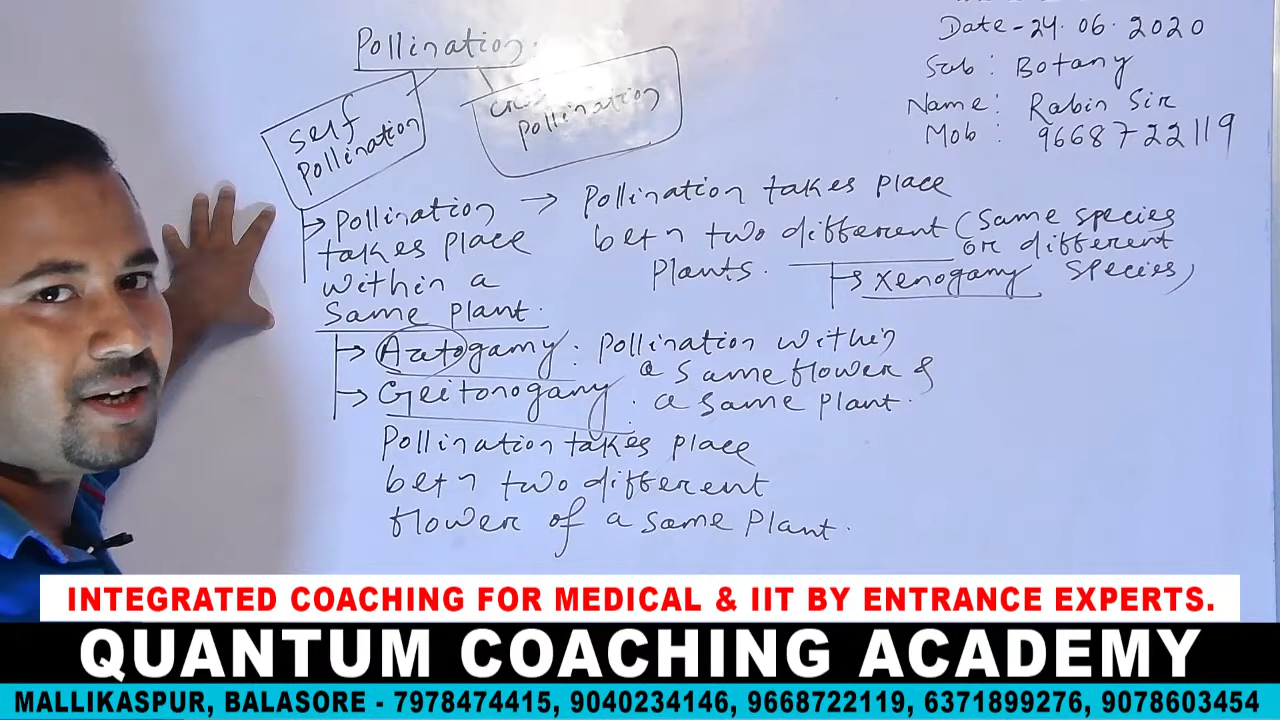 Pollination.
Self
Pollination
Cross
Pollination
Date - 24.06.2020
Sub : Botany
Name : Rabin Sir
Mob : 9668722119
→ Pollination
takes place
within a
Same plant.
→ Pollination takes place
betn two different
Plants.
(Same species
or different
species)
→ Xenogamy
→ Autogamy. Pollination within
a same flower &
a same plant.
→ Geitonogamy.
Pollination takes place
betn two different
flower of a same Plant.
INTEGRATED COACHING FOR MEDICAL & IIT BY ENTRANCE EXPERTS.
QUANTUM COACHING ACADEMY
MALLIKASPUR, BALASORE - 7978474415, 9040234146, 9668722119, 6371899276, 9078603454